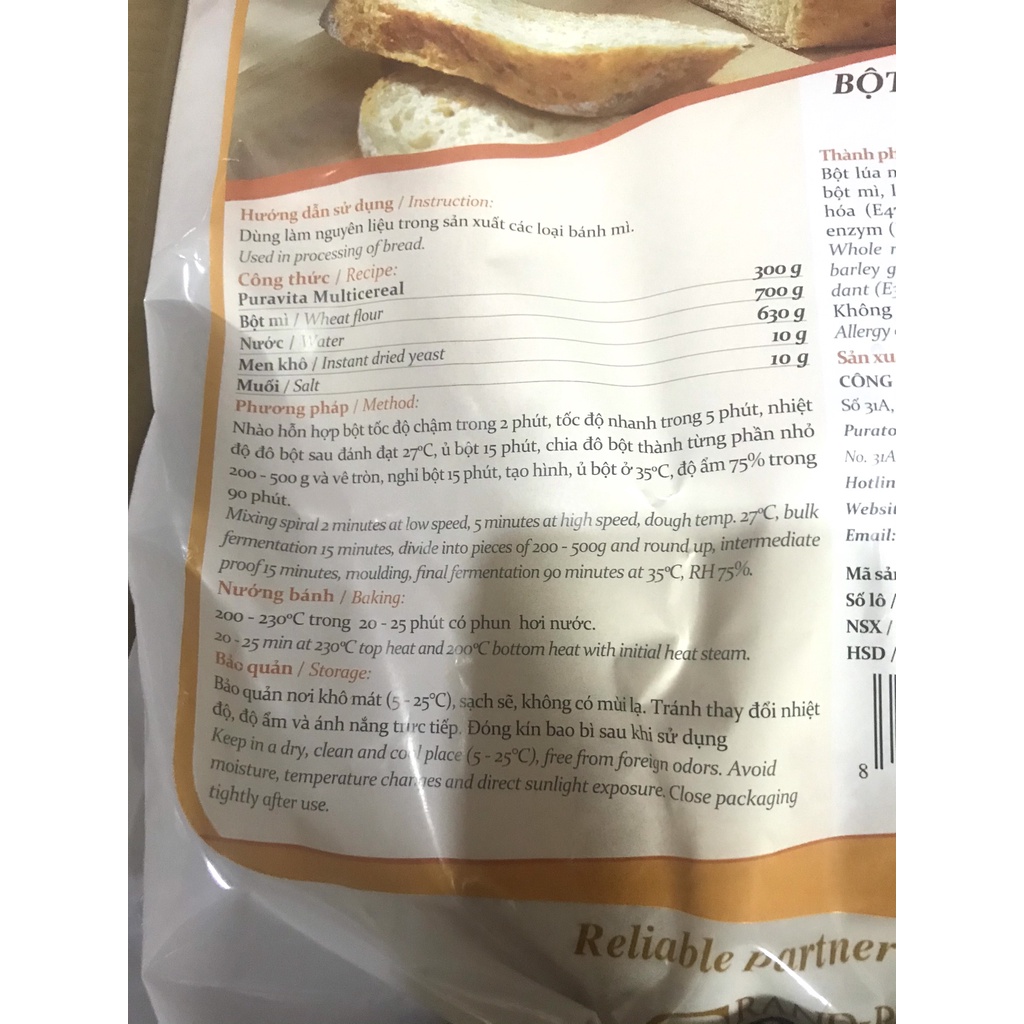 Hướng dẫn sử dụng / Instruction:
Dùng làm nguyên liệu trong sản xuất các loại bánh mì.
Used in processing of bread.
Công thức / Recipe:
Puravita Multicereal 300 g
Bột mì / Wheat flour 700 g
Nước / Water 630 g
Men khô / Instant dried yeast 10 g
Muối / Salt 10 g
Phương pháp / Method:
Nhào hỗn hợp bột tốc độ chậm trong 2 phút, tốc độ nhanh trong 5 phút, nhiệt
độ đô bột sau đánh đạt 27°C, ủ bột 15 phút, chia đô bột thành từng phần nhỏ
200 - 500 g và vê tròn, nghỉ bột 15 phút, tạo hình, ủ bột ở 35°C, độ ẩm 75% trong
90 phút.
Mixing spiral 2 minutes at low speed, 5 minutes at high speed, dough temp. 27°C, bulk
fermentation 15 minutes, divide into pieces of 200 - 500g and round up, intermediate
proof 15 minutes, moulding, final fermentation 90 minutes at 35°C, RH 75%.
Nướng bánh / Baking:
200 - 230°C trong 20 - 25 phút có phun hơi nước.
20 - 25 min at 230°C top heat and 200°C bottom heat with initial heat steam.
Bảo quản / Storage:
Bảo quản nơi khô mát (5 - 25°C), sạch sẽ, không có mùi lạ. Tránh thay đổi nhiệt
độ, độ ẩm và ánh nắng trực tiếp. Đóng kín bao bì sau khi sử dụng
Keep in a dry, clean and cool place (5 - 25°C), free from foreign odors. Avoid
moisture, temperature changes and direct sunlight exposure. Close packaging
tightly after use.
BỘT
Thành ph
Bột lúa m
bột mì, l
hóa (E4
enzym (
Whole
barley g
dant (E
Không
Allergy
Sản xu
CÔNG
Số 31A,
Purato
No. 31A
Hotlin
Websi
Email:
Mã sả
Số lô /
NSX /
HSD /
8
Reliable partner